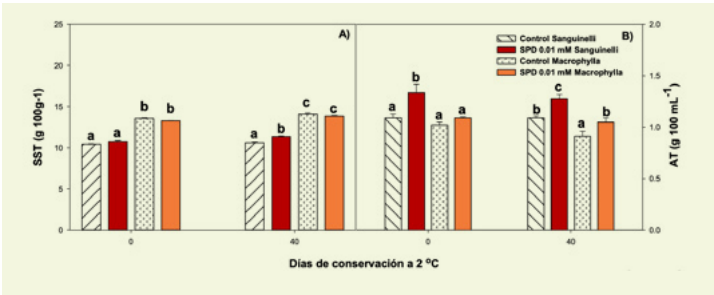 A)
B)
Control Sanguinelli
SPD 0.01 mM Sanguinelli
Control Macrophylla
SPD 0.01 mM Macrophylla
SST (g 100g-1)
25
20
15
10
5
0
a a b b
a b c c
0
40
a b a a
b c a b
0
40
2.0
1.5
1.0
0.5
0.0
AT (g 100 mL⁻¹)
Días de conservación a 2 ºC